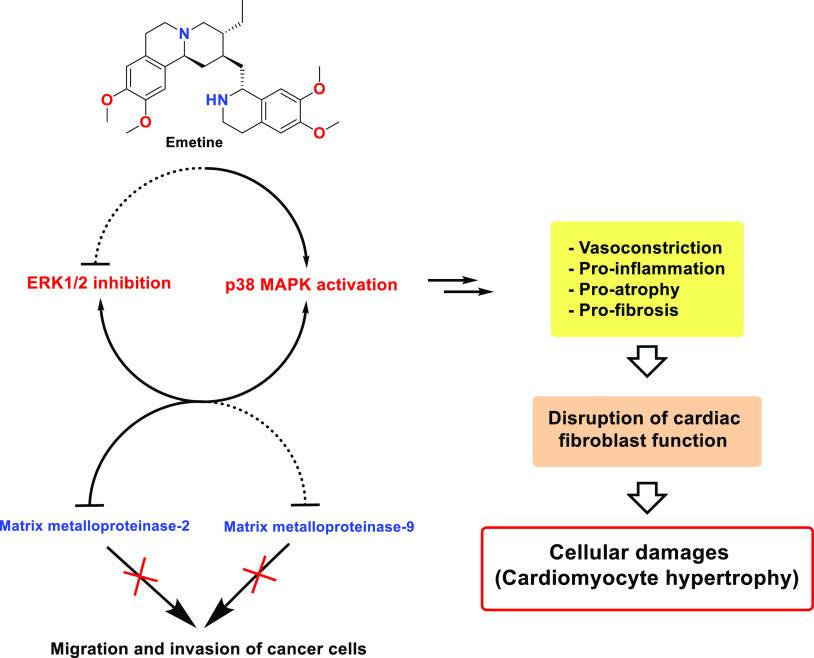 N
O
O
HN
O
O
Emetine
ERK1/2 inhibition
p38 MAPK activation
- Vasoconstriction
- Pro-inflammation
- Pro-atrophy
- Pro-fibrosis
Disruption of cardiac
fibroblast function
Matrix metalloproteinase-2
Matrix metalloproteinase-9
Cellular damages
(Cardiomyocyte hypertrophy)
Migration and invasion of cancer cells